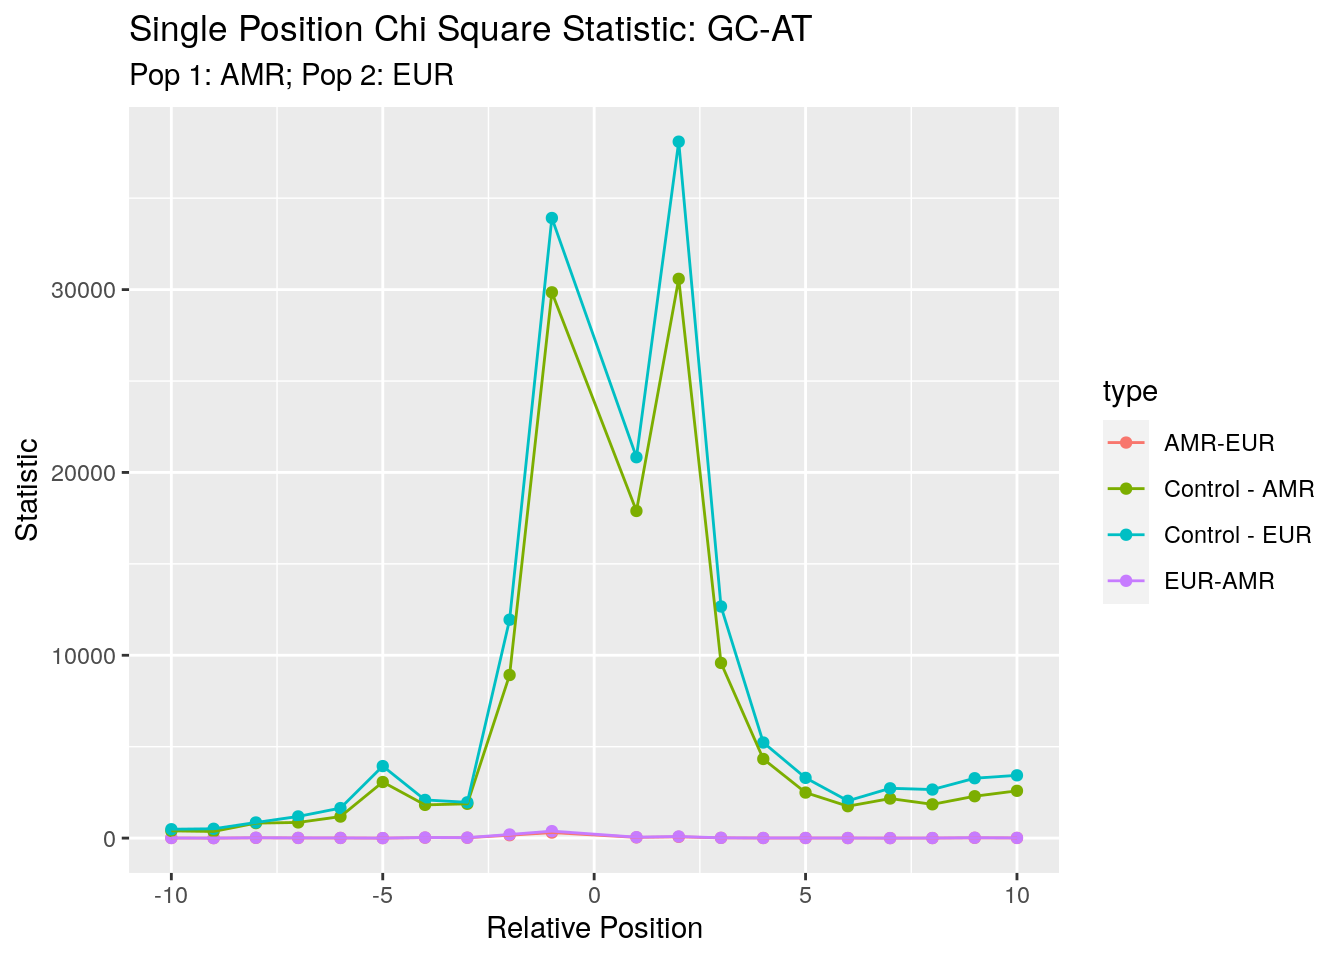 Single Position Chi Square Statistic: GC-AT
Pop 1: AMR; Pop 2: EUR
Statistic
30000
20000
10000
0
-10
-5
0
5
10
Relative Position
type
AMR-EUR
Control - AMR
Control - EUR
EUR-AMR